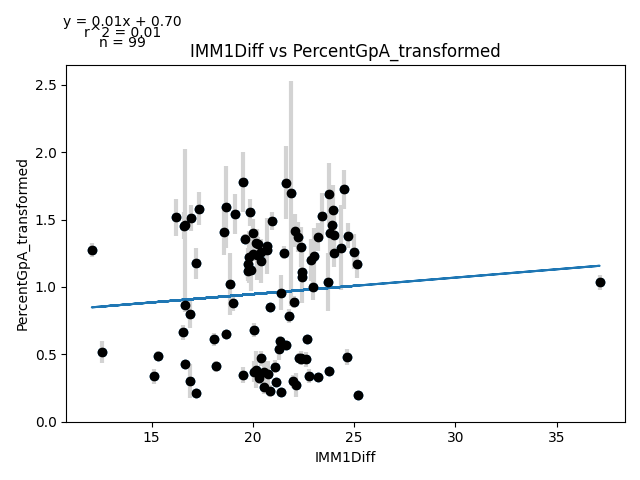 y = 0.01x + 0.70
r^2 = 0.01
n = 99
IMM1Diff vs PercentGpA_transformed
PercentGpA_transformed
2.5
2.0
1.5
1.0
0.5
0.0
15
20
25
30
35
IMM1Diff